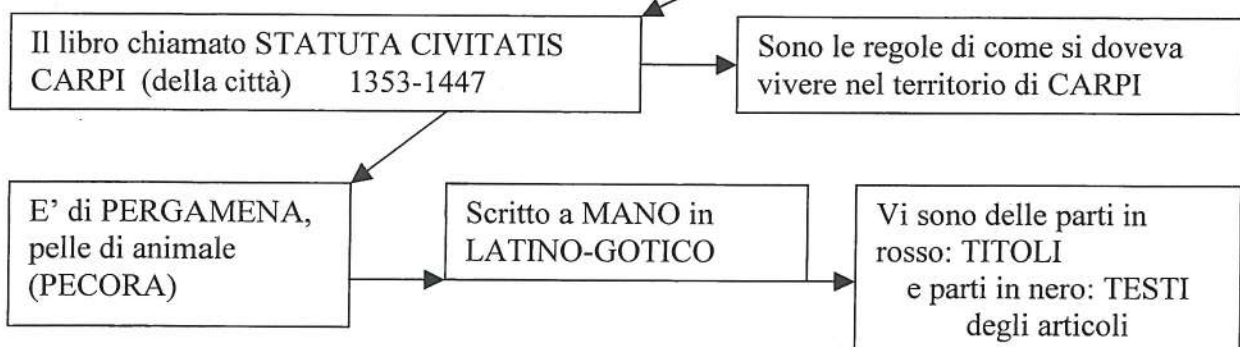 Il libro chiamato STATUTA CIVITATIS
CARPI (della città) 1353-1447
Sono le regole di come si doveva
vivere nel territorio di CARPI
E' di PERGAMENA,
pelle di animale
(PECORA)
Scritto a MANO in
LATINO-GOTICO
Vi sono delle parti in
rosso: TITOLI
e parti in nero: TESTI
degli articoli